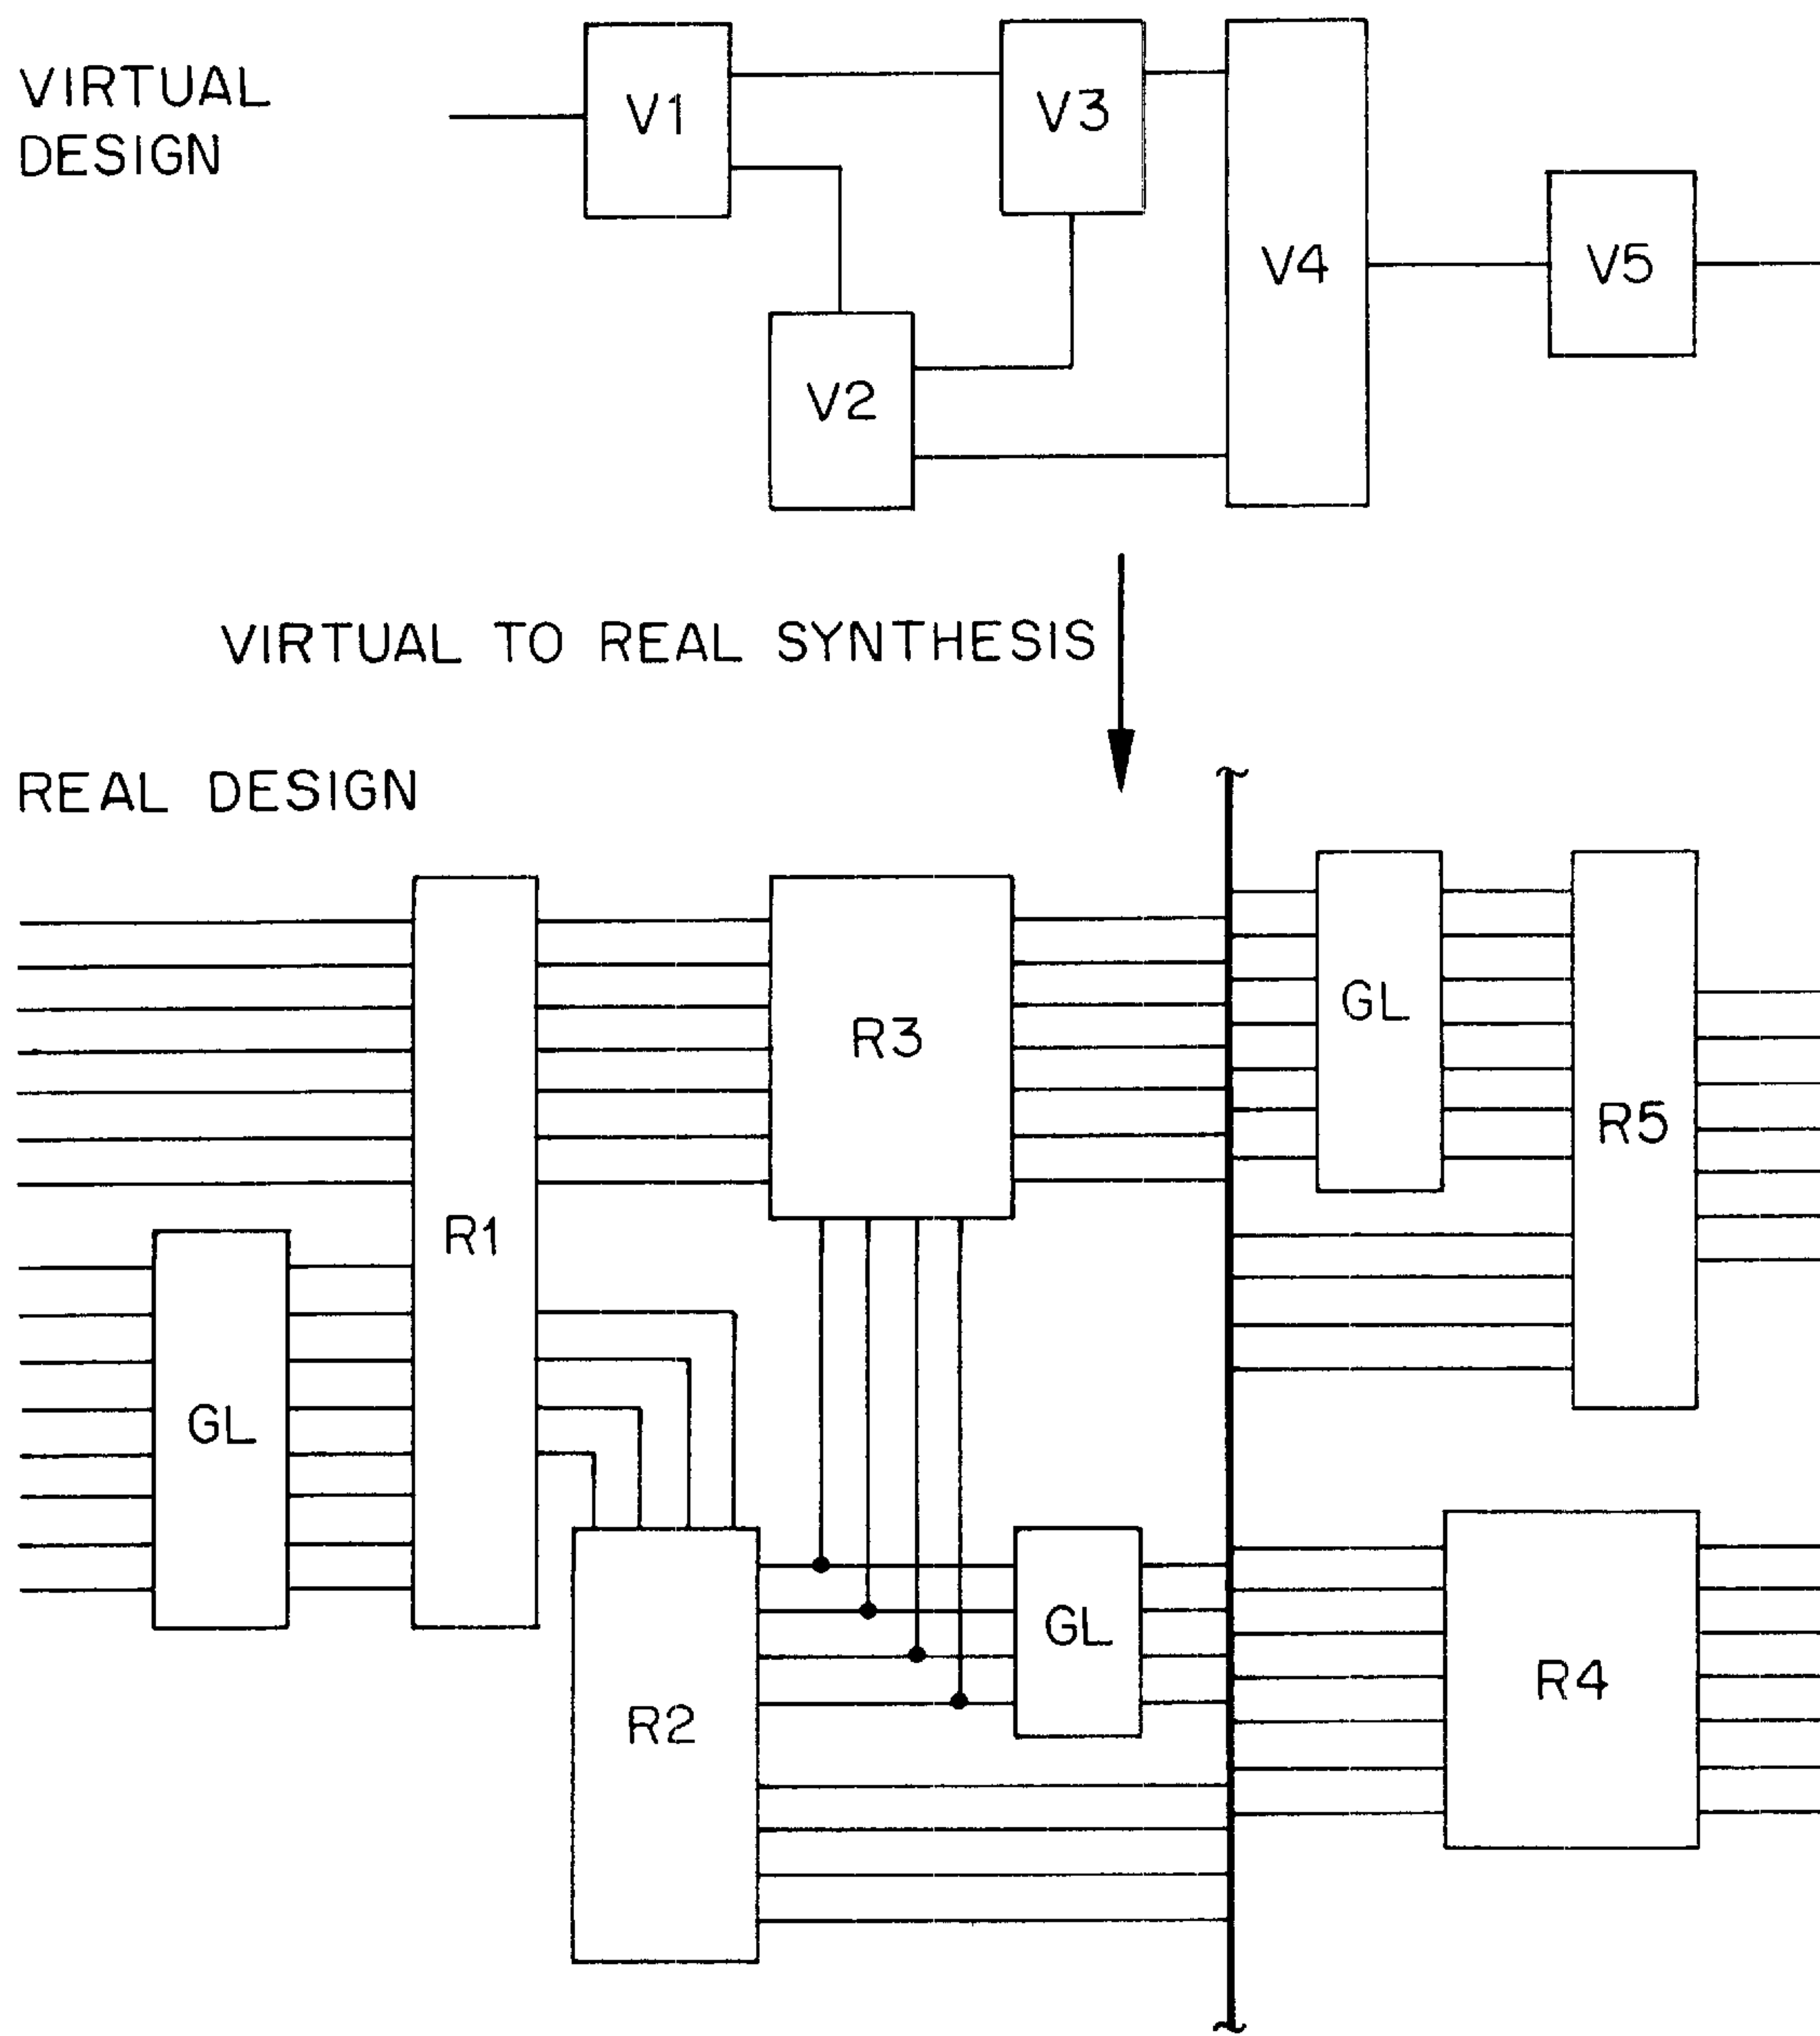 VIRTUAL
DESIGN
V1
V3
V4
V5
V2
VIRTUAL TO REAL SYNTHESIS
REAL DESIGN
R1
R3
GL
R5
GL
R2
GL
R4